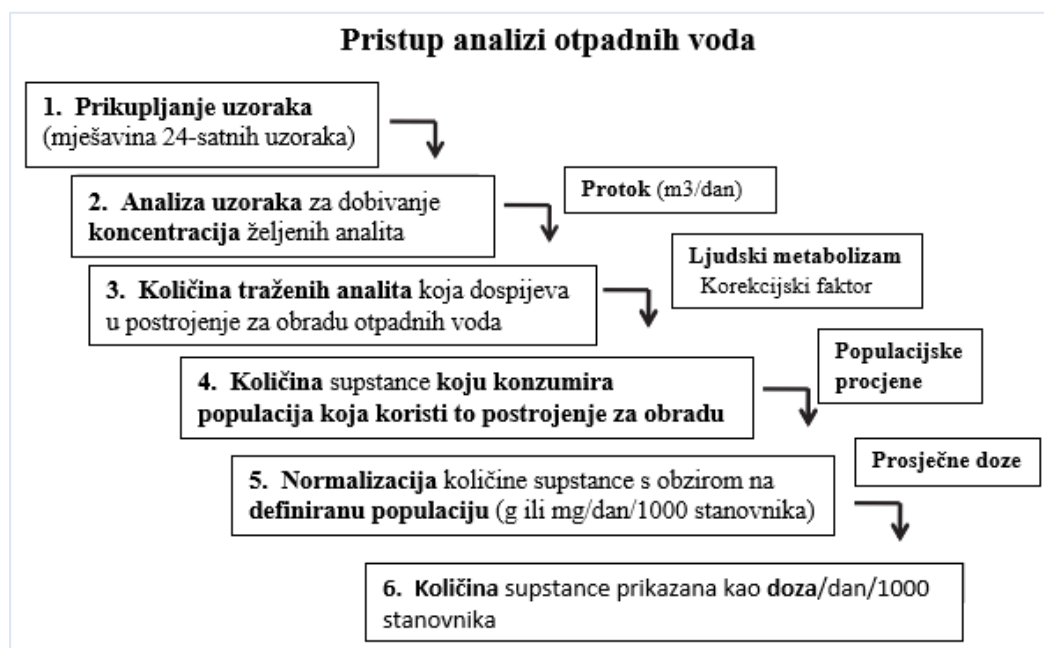 Pristup analizi otpadnih voda
1. Prikupljanje uzoraka
(mješavina 24-satnih uzoraka)
2. Analiza uzoraka za dobivanje
koncentracija željenih analita
Protok (m3/dan)
3. Količina traženih analita koja dospijeva
u postrojenje za obradu otpadnih voda
Ljudski metabolizam
Korekcijski faktor
4. Količina supstance koju konzumira
populacija koja koristi to postrojenje za obradu
Populacijske
procjene
5. Normalizacija količine supstance s obzirom na
definiranu populaciju (g ili mg/dan/1000 stanovnika)
Prosječne doze
6. Količina supstance prikazana kao doza/dan/1000
stanovnika